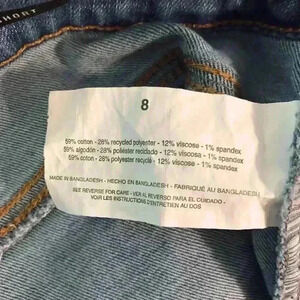 SHORT
8
59% cotton - 28% recycled polyester - 12% viscose - 1% spandex
59% algodón - 28% poliéster reciclado - 12% viscosa - 1% spandex
59% coton - 28% polyester recyclé - 12% viscose - 1% spandex
MADE IN BANGLADESH - HECHO EN BANGLADESH - FABRIQUÉ AU BANGLADESH
SEE REVERSE FOR CARE - VER AL REVERSO PARA EL CUIDADO -
VOIR LES INSTRUCTIONS D'ENTRETIEN AU DOS